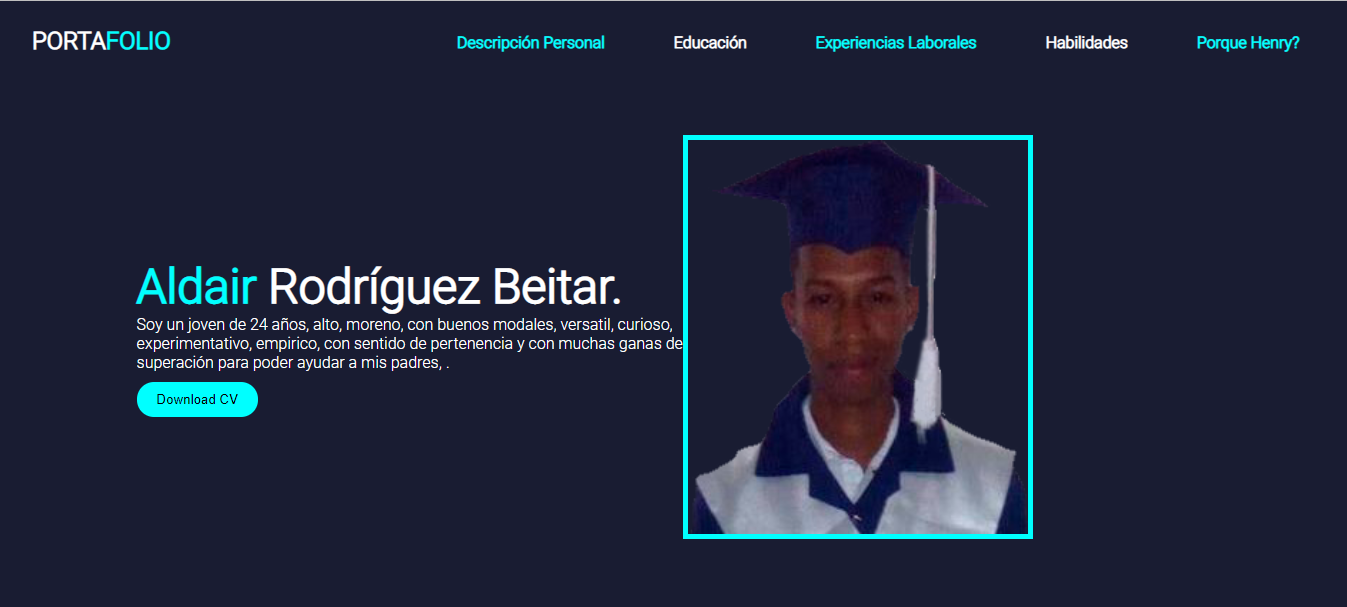 PORTAFOLIO
Descripción Personal
Educación
Experiencias Laborales
Habilidades
Porque Henry?
Aldair Rodríguez Beitar.
Soy un joven de 24 años, alto, moreno, con buenos modales, versatil, curioso,
experimentativo, empirico, con sentido de pertenencia y con muchas ganas de
superación para poder ayudar a mis padres, .
Download CV